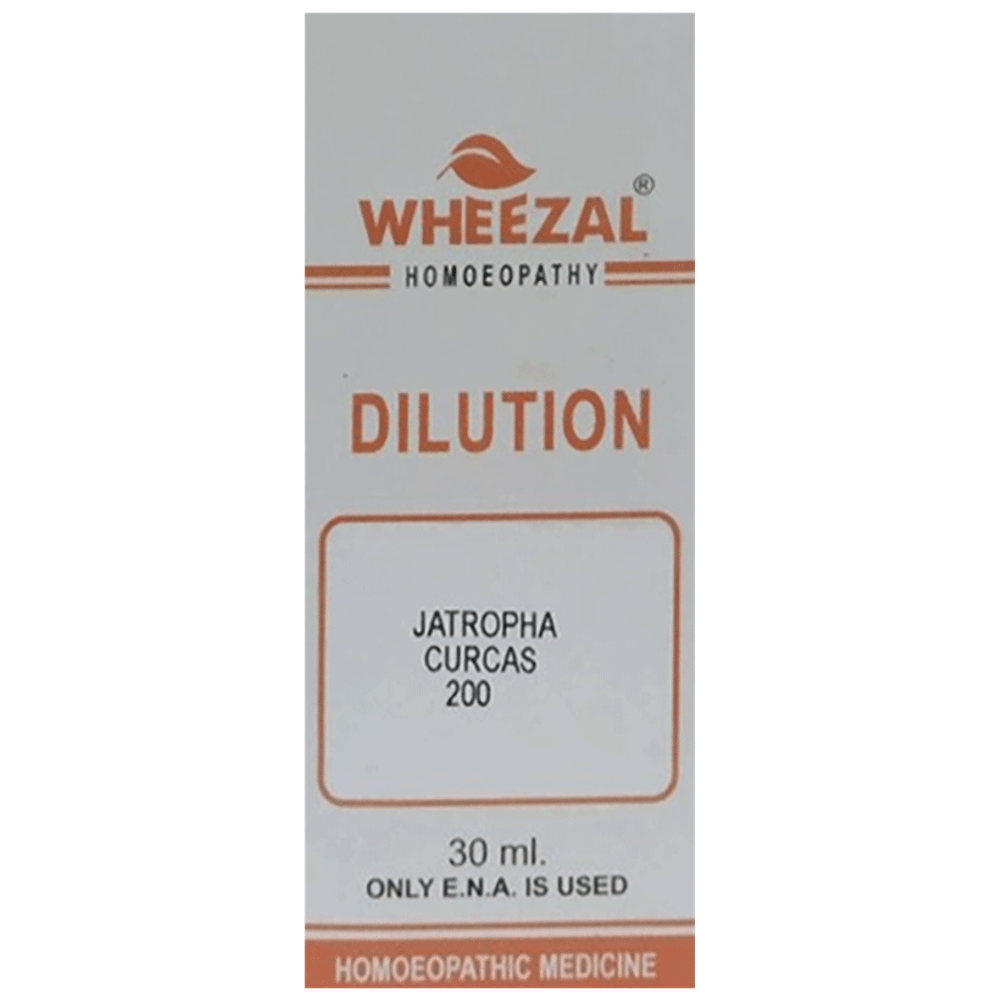 WHEEZAL®
HOMOEOPATHY
DILUTION
JATROPHA
CURCAS
200
30 ml.
ONLY E.N.A. IS USED
HOMOEOPATHIC MEDICINE